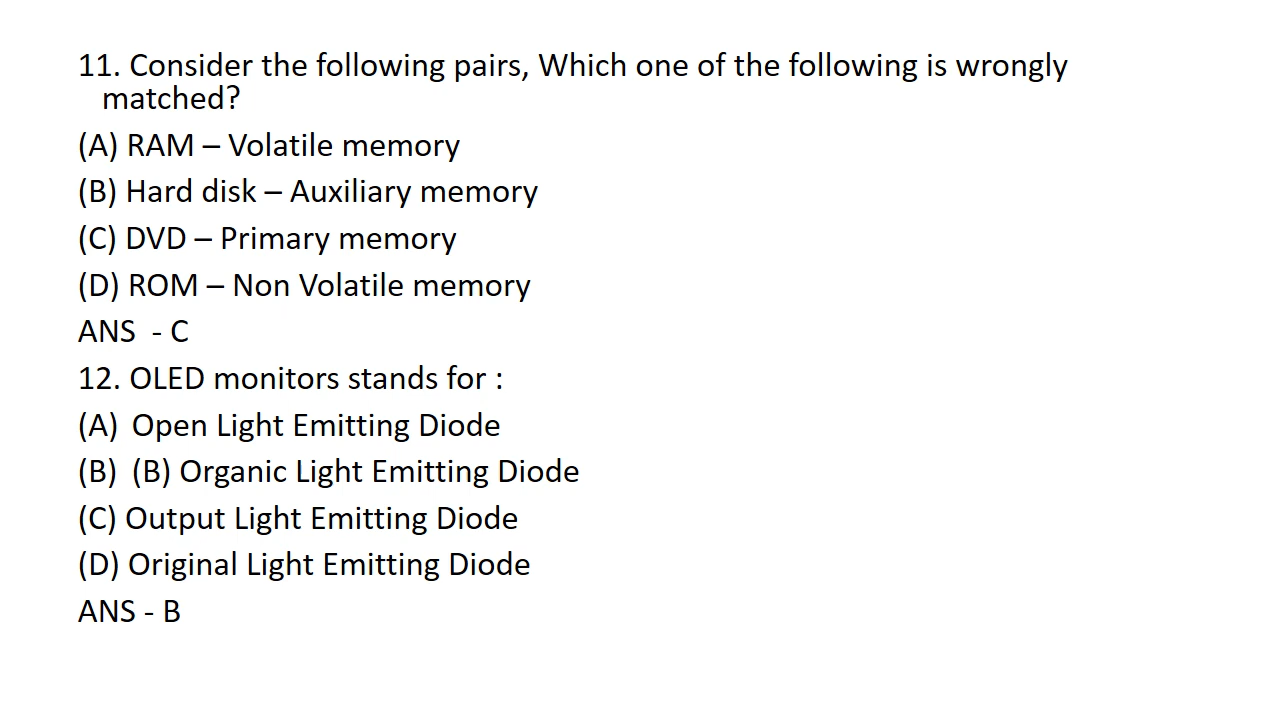 11. Consider the following pairs, Which one of the following is wrongly
matched?
(A) RAM – Volatile memory
(B) Hard disk – Auxiliary memory
(C) DVD – Primary memory
(D) ROM – Non Volatile memory
ANS  - C
12. OLED monitors stands for :
(A)  Open Light Emitting Diode
(B)  (B) Organic Light Emitting Diode
(C) Output Light Emitting Diode
(D) Original Light Emitting Diode
ANS - B